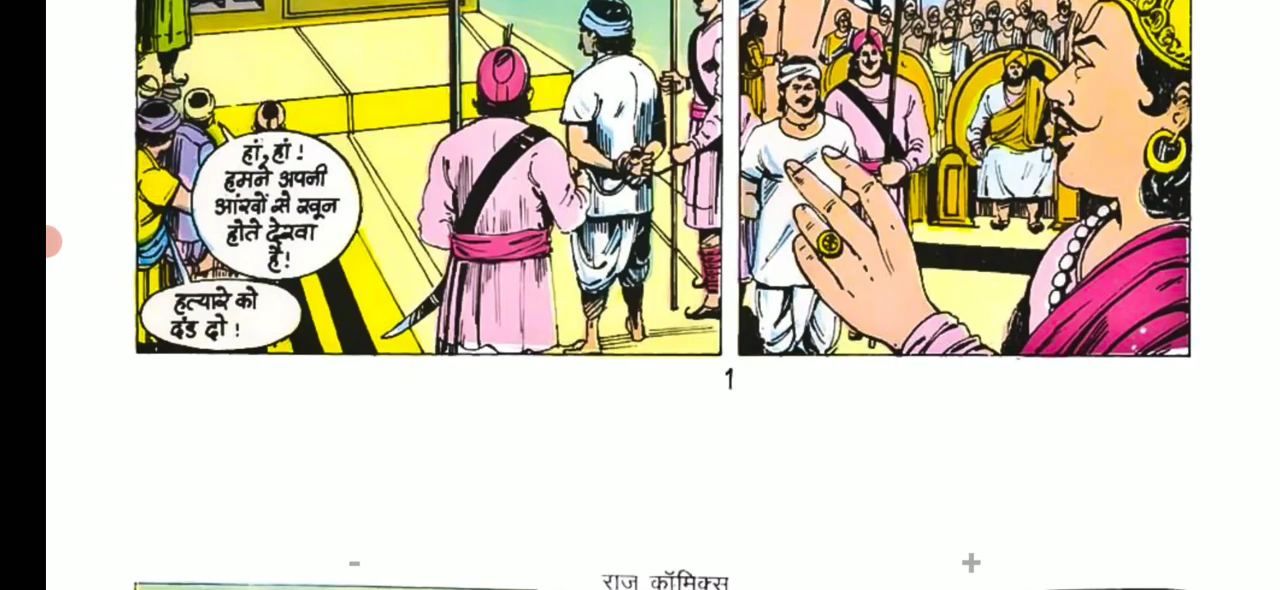 हां, हां !
हमने अपनी
आंखों से खून
होते देखा
है !
हत्यारे को
दंड दो !
1
-
+
राज कॉमिक्स